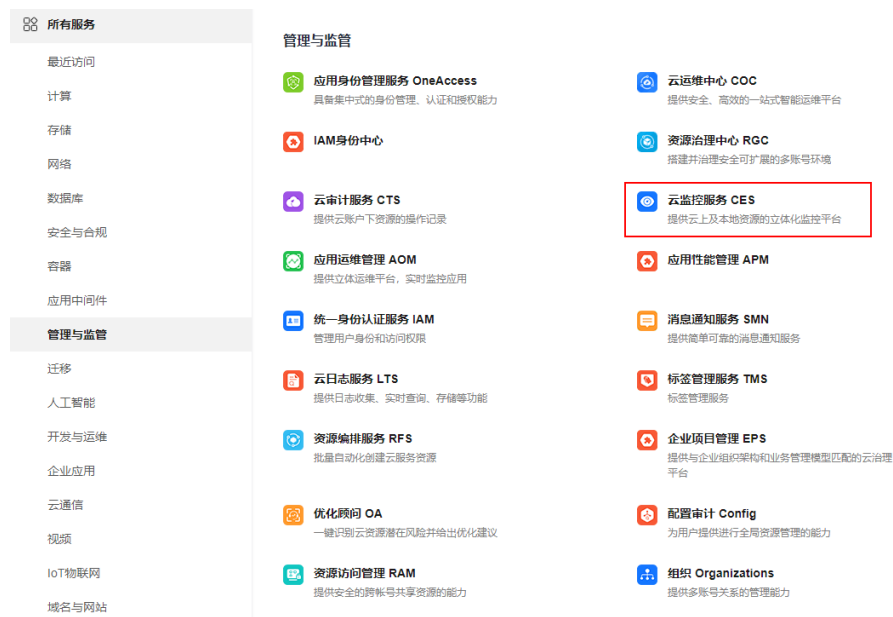 所有服务
最近访问
计算
存储
网络
数据库
安全与合规
容器
应用中间件
管理与监管
迁移
人工智能
开发与运维
企业应用
云通信
视频
IoT物联网
域名与网站
管理与监管
应用身份管理服务 OneAccess
具备集中式的身份管理、认证和授权能力
云运维中心 COC
提供安全、高效的一站式智能运维平台
IAM身份中心
资源治理中心 RGC
搭建并治理安全可扩展的多账号环境
云审计服务 CTS
提供云账户下资源的操作记录
云监控服务 CES
提供云上及本地资源的立体化监控平台
应用运维管理 AOM
提供立体运维平台，实时监控应用
应用性能管理 APM
统一身份认证服务 IAM
管理用户身份和访问权限
消息通知服务 SMN
提供简单可靠的消息通知服务
云日志服务 LTS
提供日志收集、实时查询、存储等功能
标签管理服务 TMS
标签管理服务
资源编排服务 RFS
批量自动化创建云服务资源
企业项目管理 EPS
提供与企业组织架构和业务管理模型匹配的云治理
平台
优化顾问 OA
一键识别云资源潜在风险并给出优化建议
配置审计 Config
为用户提供进行全局资源管理的能力
资源访问管理 RAM
提供安全的跨帐号共享资源的能力
组织 Organizations
提供多账号关系的管理能力